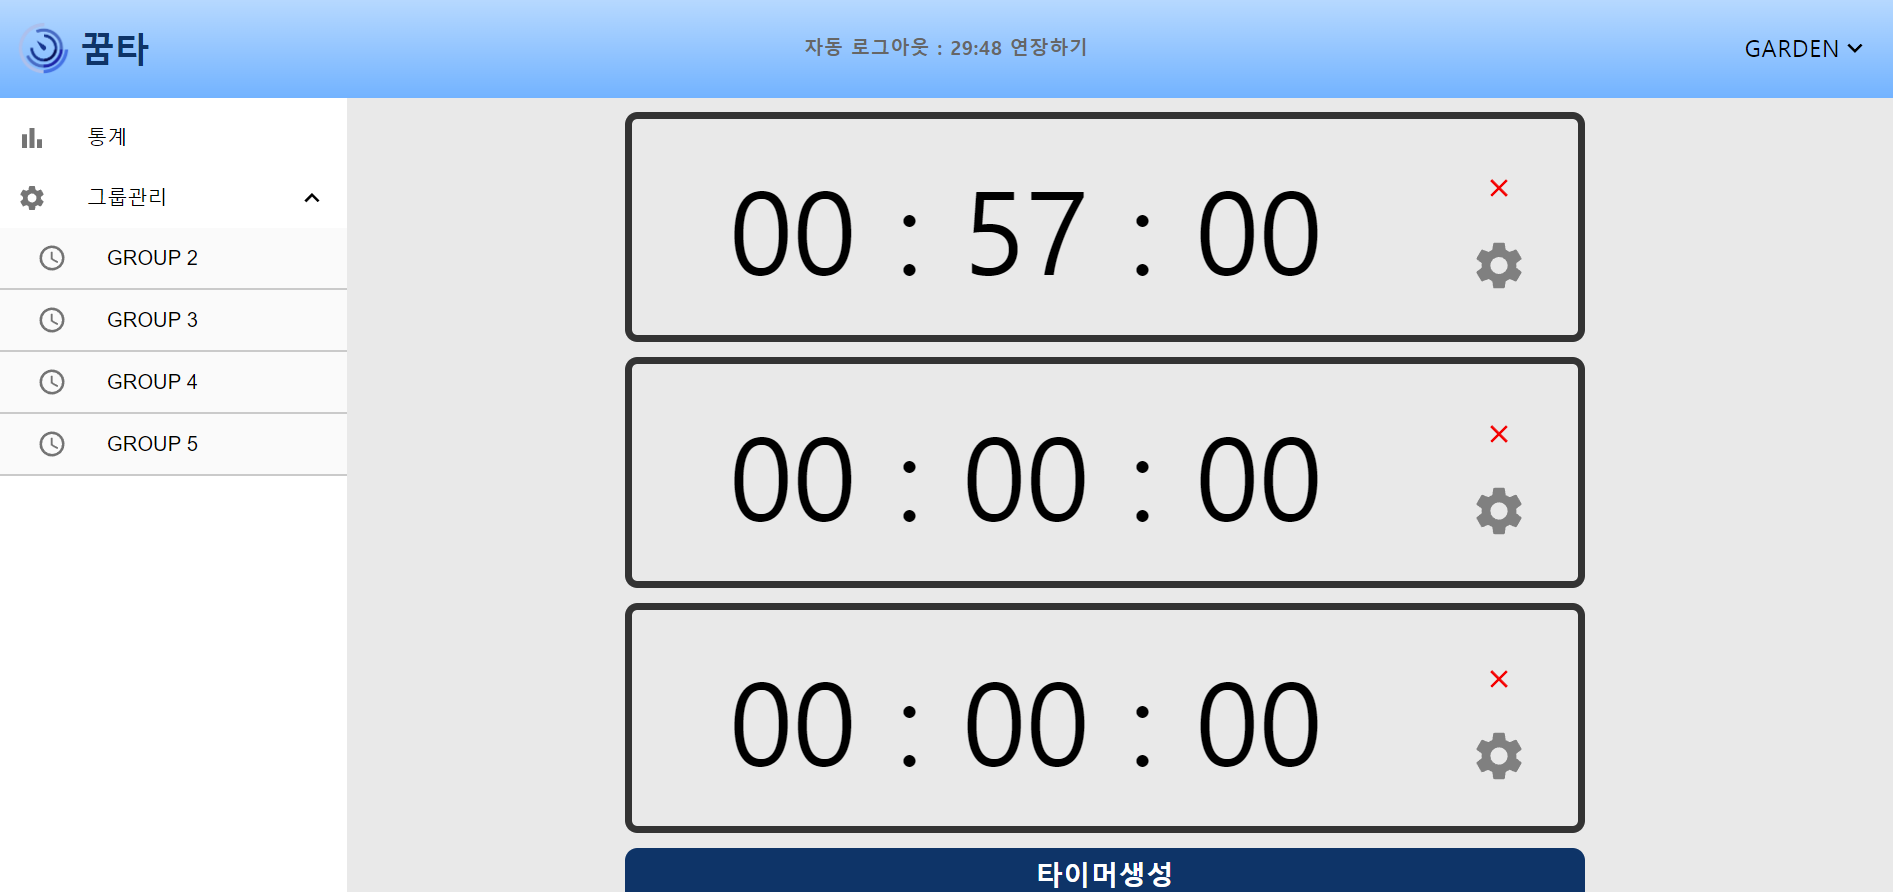 꿈타
자동 로그아웃 : 29:48 연장하기
GARDEN
통계
그룹관리
GROUP 2
GROUP 3
GROUP 4
GROUP 5
00 : 57 : 00
00 : 00 : 00
00 : 00 : 00
타이머생성